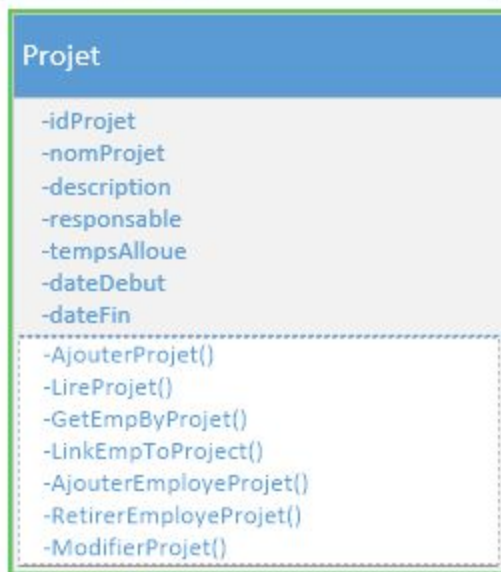 Projet
-idProjet
-nomProjet
-description
-responsable
-tempsAlloue
-dateDebut
-dateFin
-AjouterProjet()
-LireProjet()
-GetEmpByProjet()
-LinkEmpToProject()
-AjouterEmployeProjet()
-RetirerEmployeProjet()
-ModifierProjet()